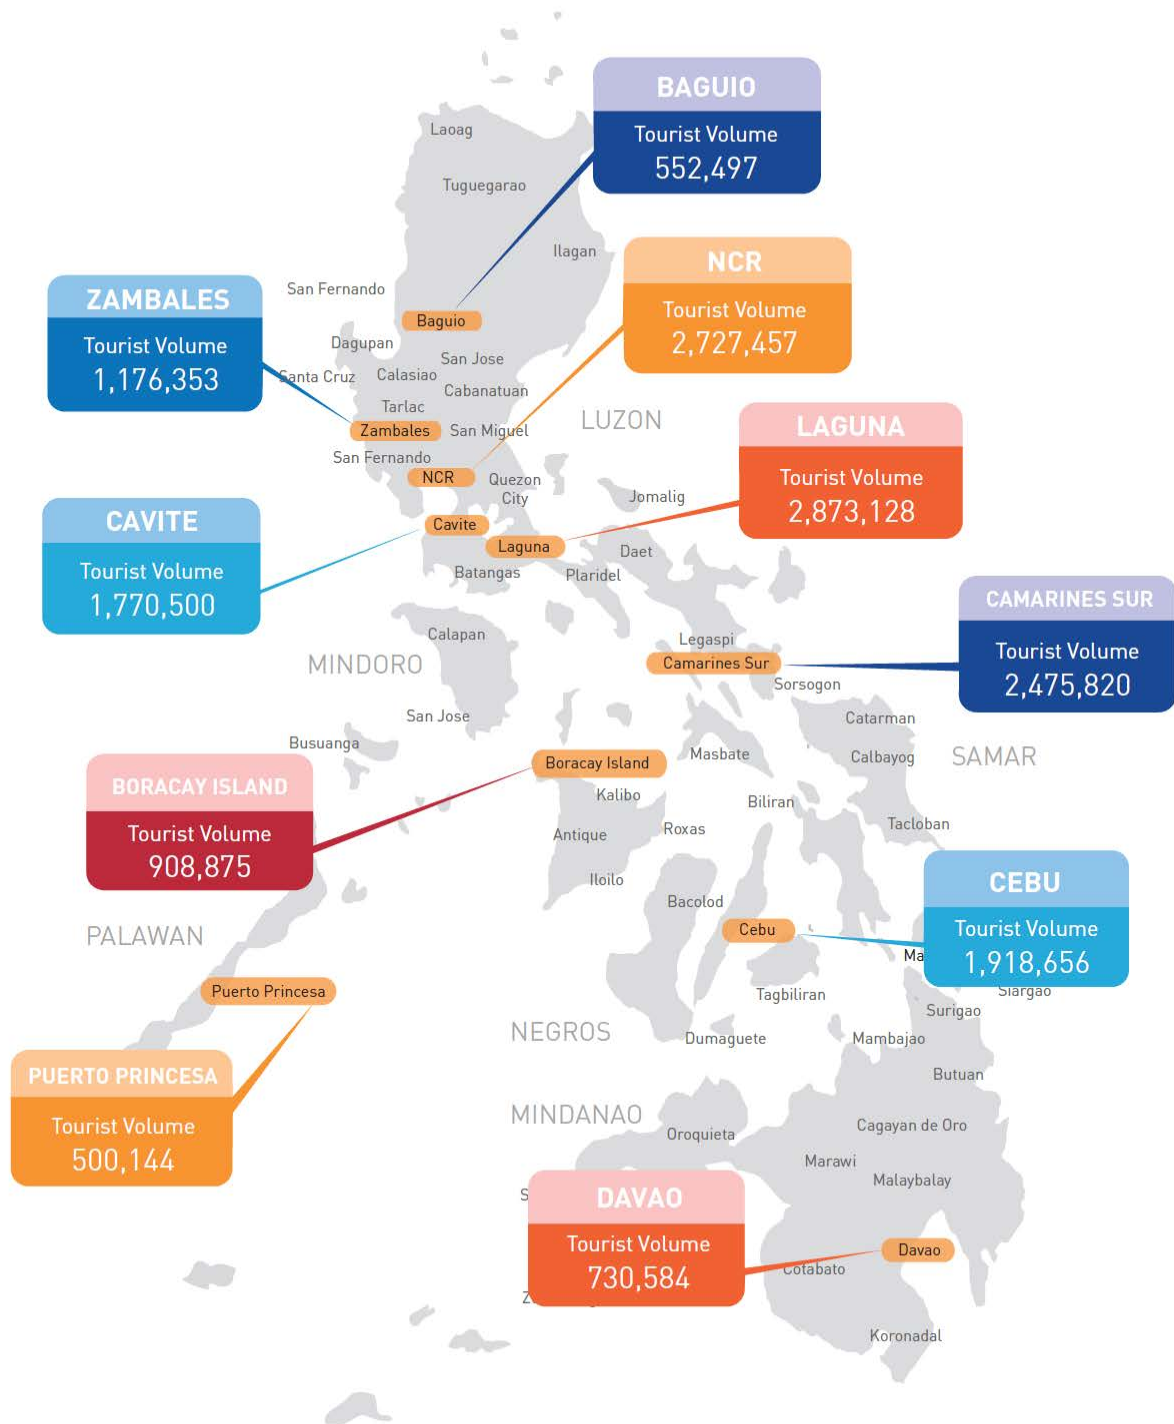 BAGUIO
Tourist Volume
552,497
Laoag
Tuguegarao
Ilagan
NCR
Tourist Volume
2,727,457
ZAMBALES
Tourist Volume
1,176,353
San Fernando
Baguio
Dagupan
San Jose
Santa Cruz
Calasiao
Cabanatuan
Tarlac
Zambales
San Miguel
LUZON
San Fernando
NCR
Quezon
City
LAGUNA
Tourist Volume
2,873,128
Jomalig
CAVITE
Tourist Volume
1,770,500
Cavite
Laguna
Daet
Batangas
Plaridel
CAMARINES SUR
Tourist Volume
2,475,820
Calapan
MINDORO
Legaspi
Camarines Sur
Sorsogon
San Jose
Catarman
Busuanga
Masbate
Calbayog
SAMAR
BORACAY ISLAND
Tourist Volume
908,875
Boracay Island
Kalibo
Biliran
Antique
Roxas
Tacloban
Iloilo
Bacolod
CEBU
Tourist Volume
1,918,656
Cebu
Ma
PALAWAN
Puerto Princesa
Tagbiliran
Siargao
Surigao
NEGROS
Dumaguete
Mambajao
PUERTO PRINCESA
Tourist Volume
500,144
Butuan
MINDANAO
Oroquieta
Cagayan de Oro
Marawi
Malaybalay
S
DAVAO
Tourist Volume
730,584
Davao
Cotabato
Koronadal